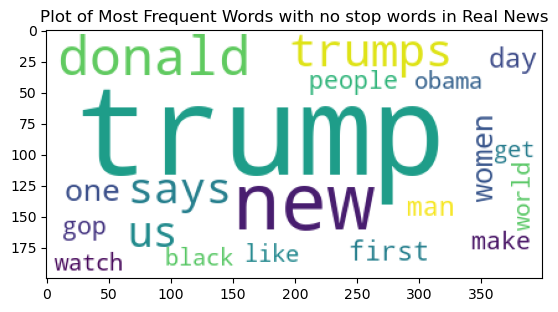 Plot of Most Frequent Words with no stop words in Real News
0
25
50
75
100
125
150
175
donald
trumps
day
people
obama
trump
women
get
one
says
new
man
world
gop
us
make
watch
black
like
first
0
50
100
150
200
250
300
350